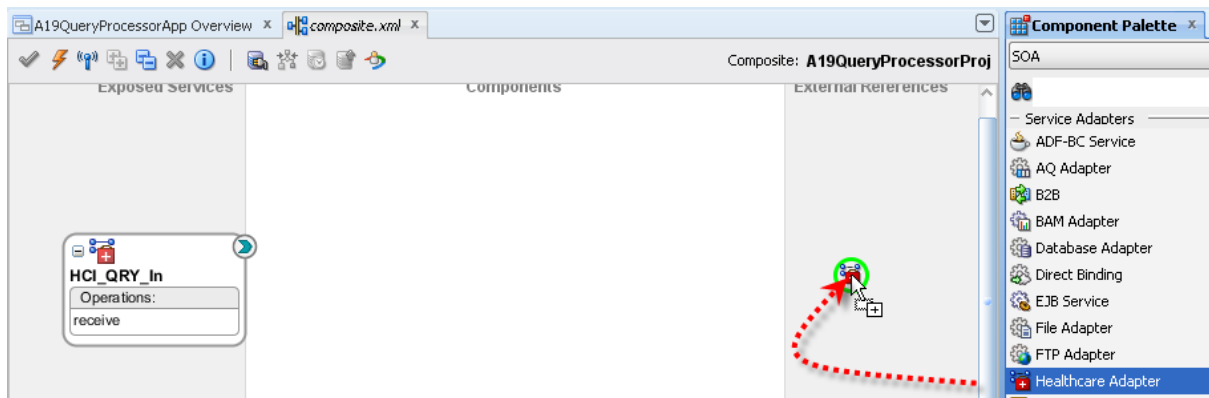 A19QueryProcessorApp Overview
composite.xml
Component Palette
Composite: A19QueryProcessorProj
SOA
Exposed Services
Components
External References
Service Adapters
ADF-BC Service
AQ Adapter
B2B
BAM Adapter
Database Adapter
Direct Binding
EJB Service
File Adapter
FTP Adapter
Healthcare Adapter
HCI_QRY_In
Operations:
receive